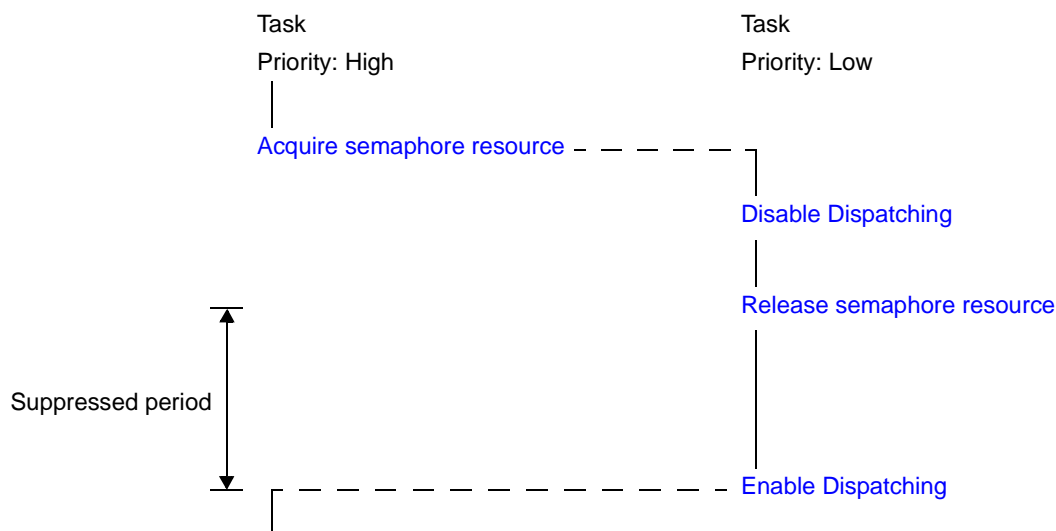 Task
Priority: High
Task
Priority: Low
Acquire semaphore resource
Disable Dispatching
Release semaphore resource
Suppressed period
Enable Dispatching